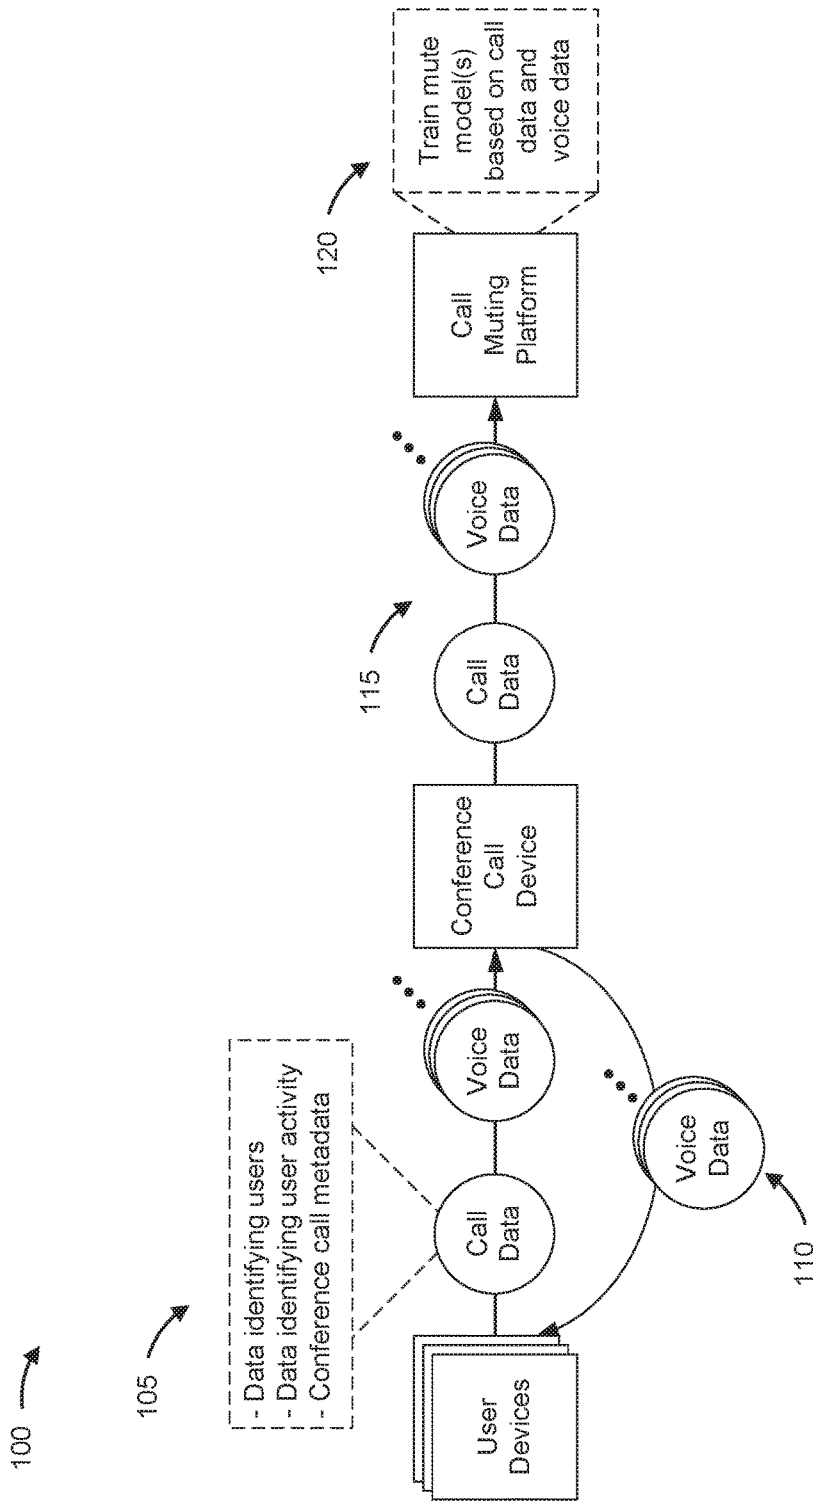 100
105
- Data identifying users
- Data identifying user activity
- Conference call metadata
User
Devices
Call
Data
Voice
Data
Conference
Call
Device
Voice
Data
110
Call
Data
115
Voice
Data
Call
Muting
Platform
120
Train mute
model(s)
based on call
data and
voice data